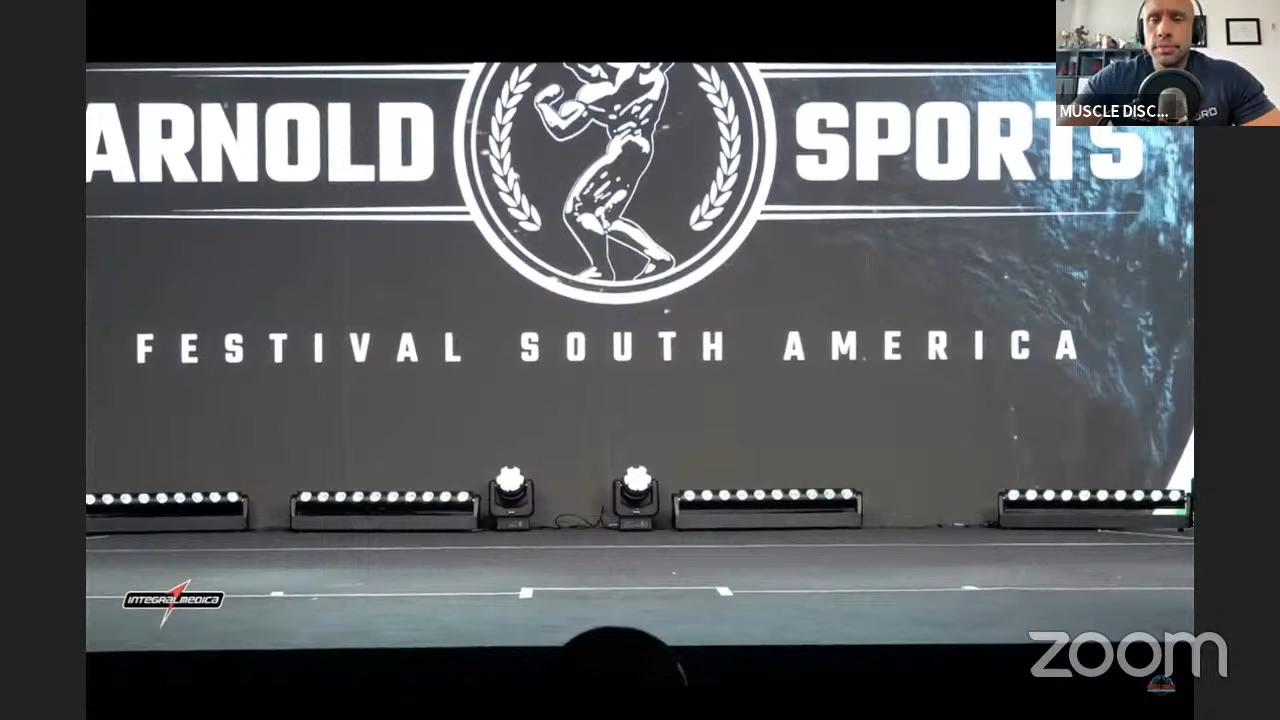 ARNOLD SPORTS
MUSCLE DISC...
FESTIVAL SOUTH AMERICA
INTEGRALMEDICA
zoom